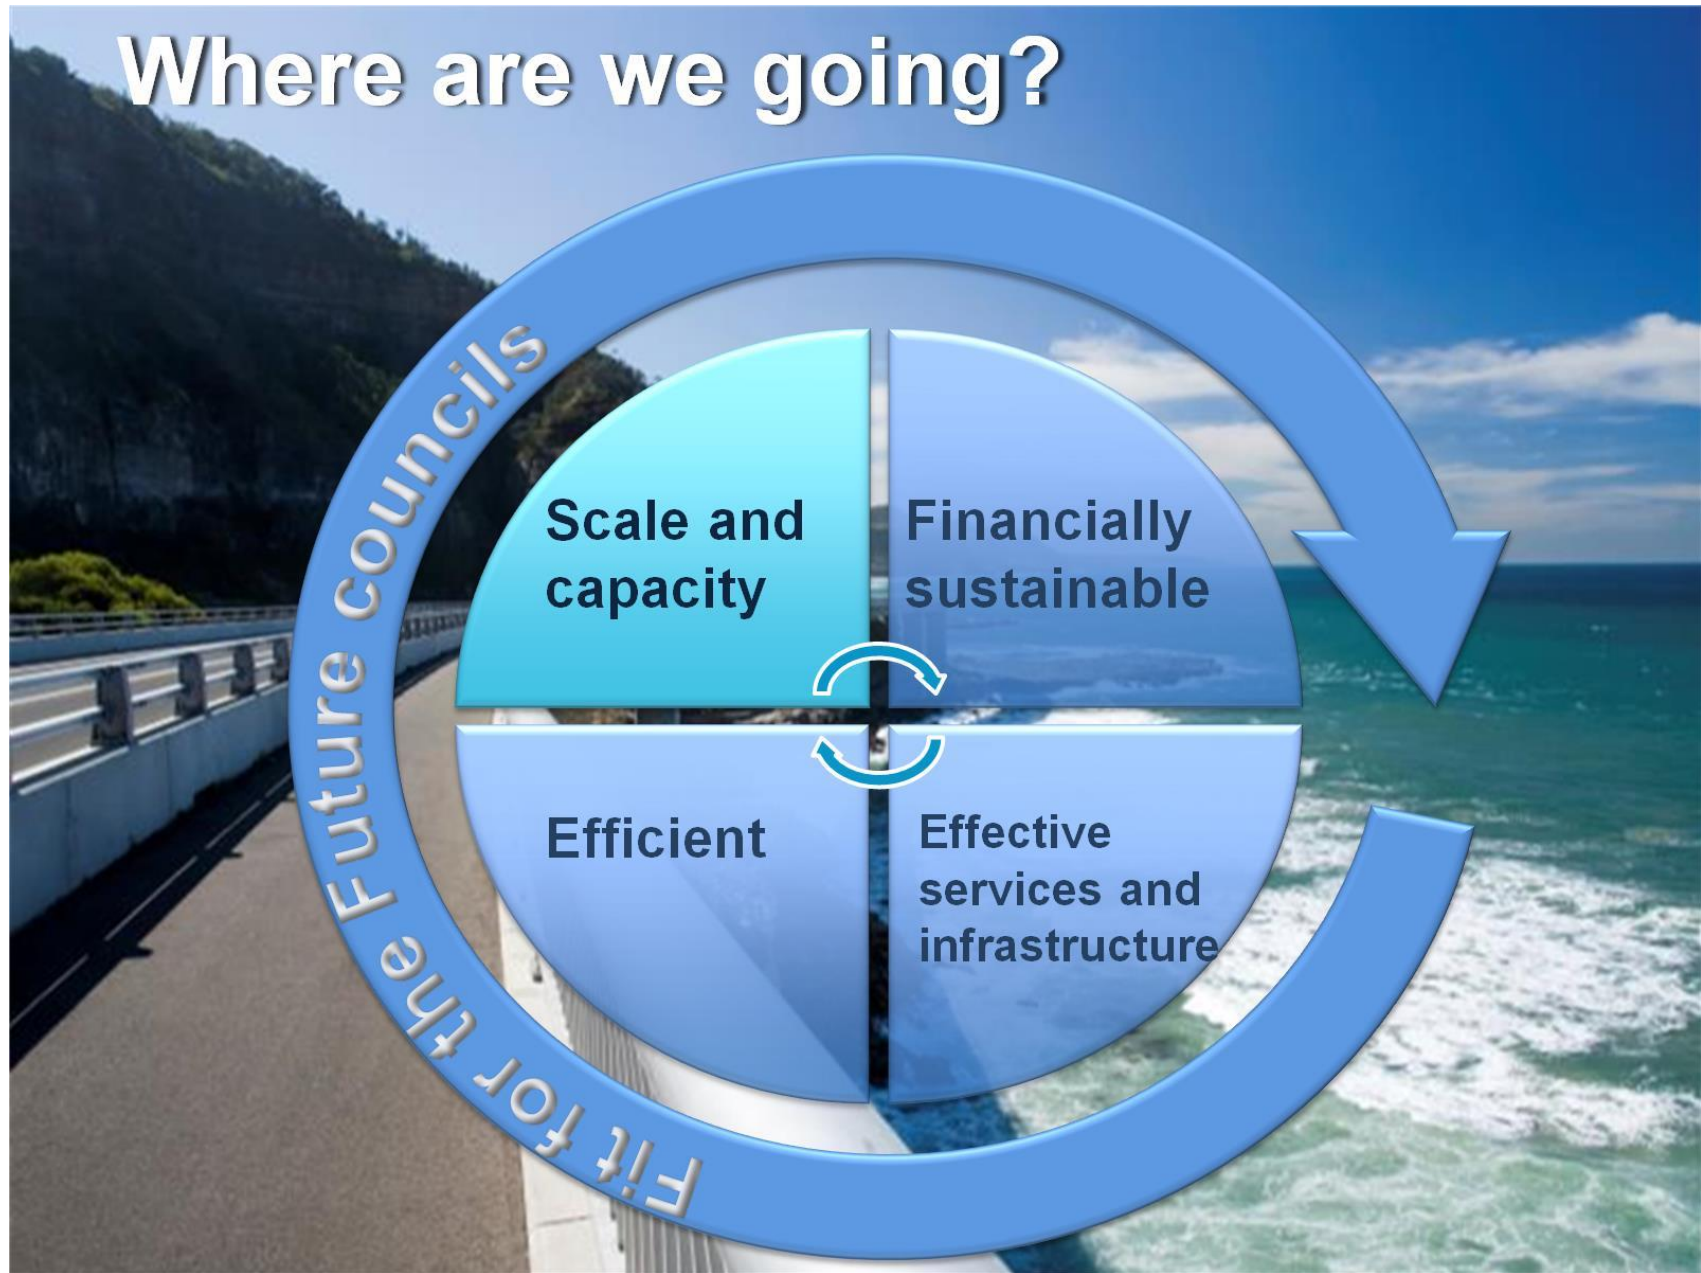 Where are we going?
Fit for the Future councils
Scale and
capacity
Financially
sustainable
Efficient
Effective
services and
infrastructure